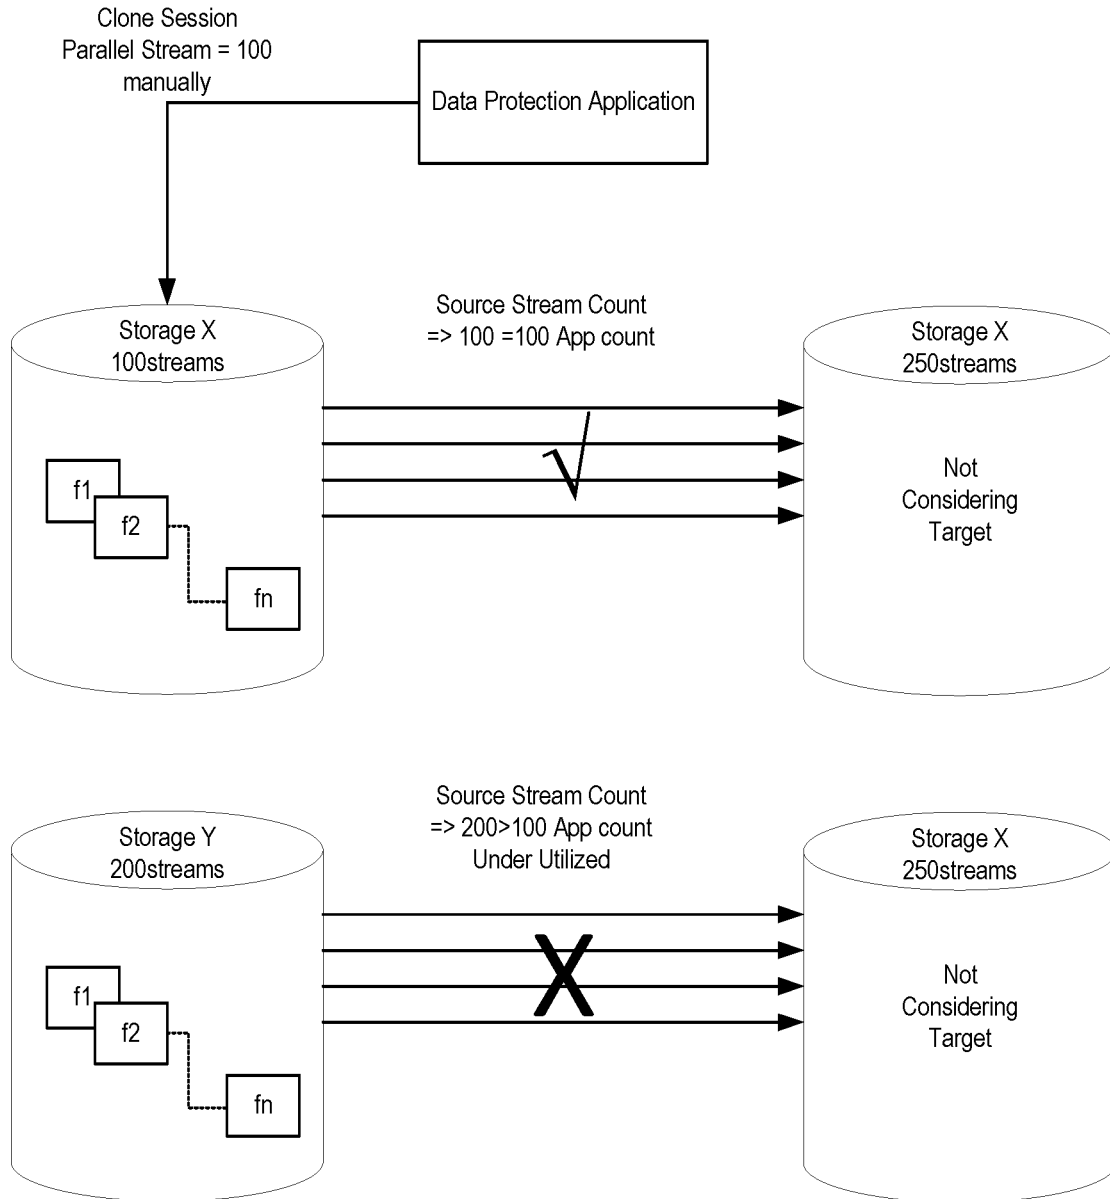 Clone Session
Parallel Stream = 100
manually
Data Protection Application
Storage X
100streams
Source Stream Count
=> 100 =100 App count
Storage X
250streams
f1
f2
fn
Not
Considering
Target
Storage Y
200streams
Source Stream Count
=> 200>100 App count
Under Utilized
Storage X
250streams
f1
f2
fn
X
Not
Considering
Target